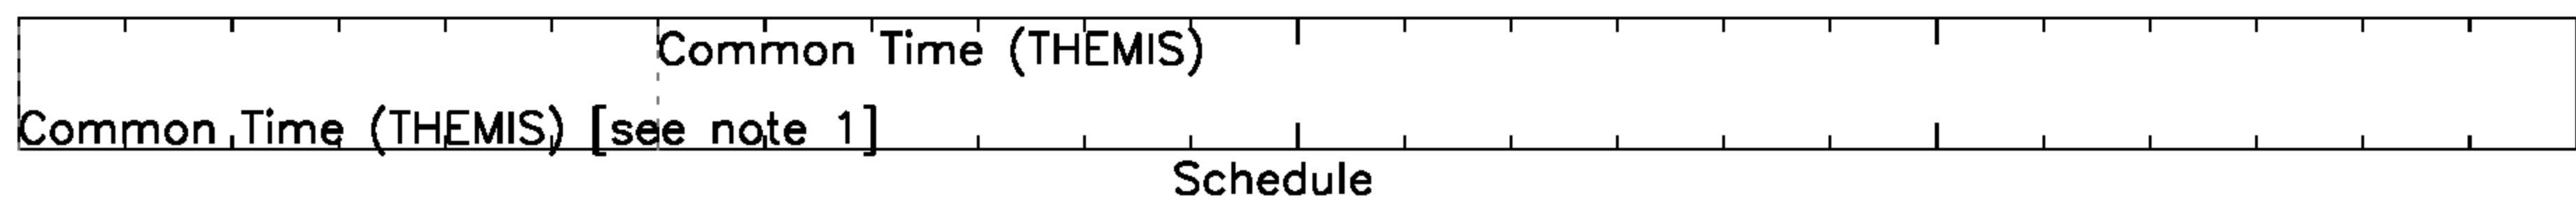 Common Time (THEMIS)
Common Time (THEMIS) [see note 1]
Schedule